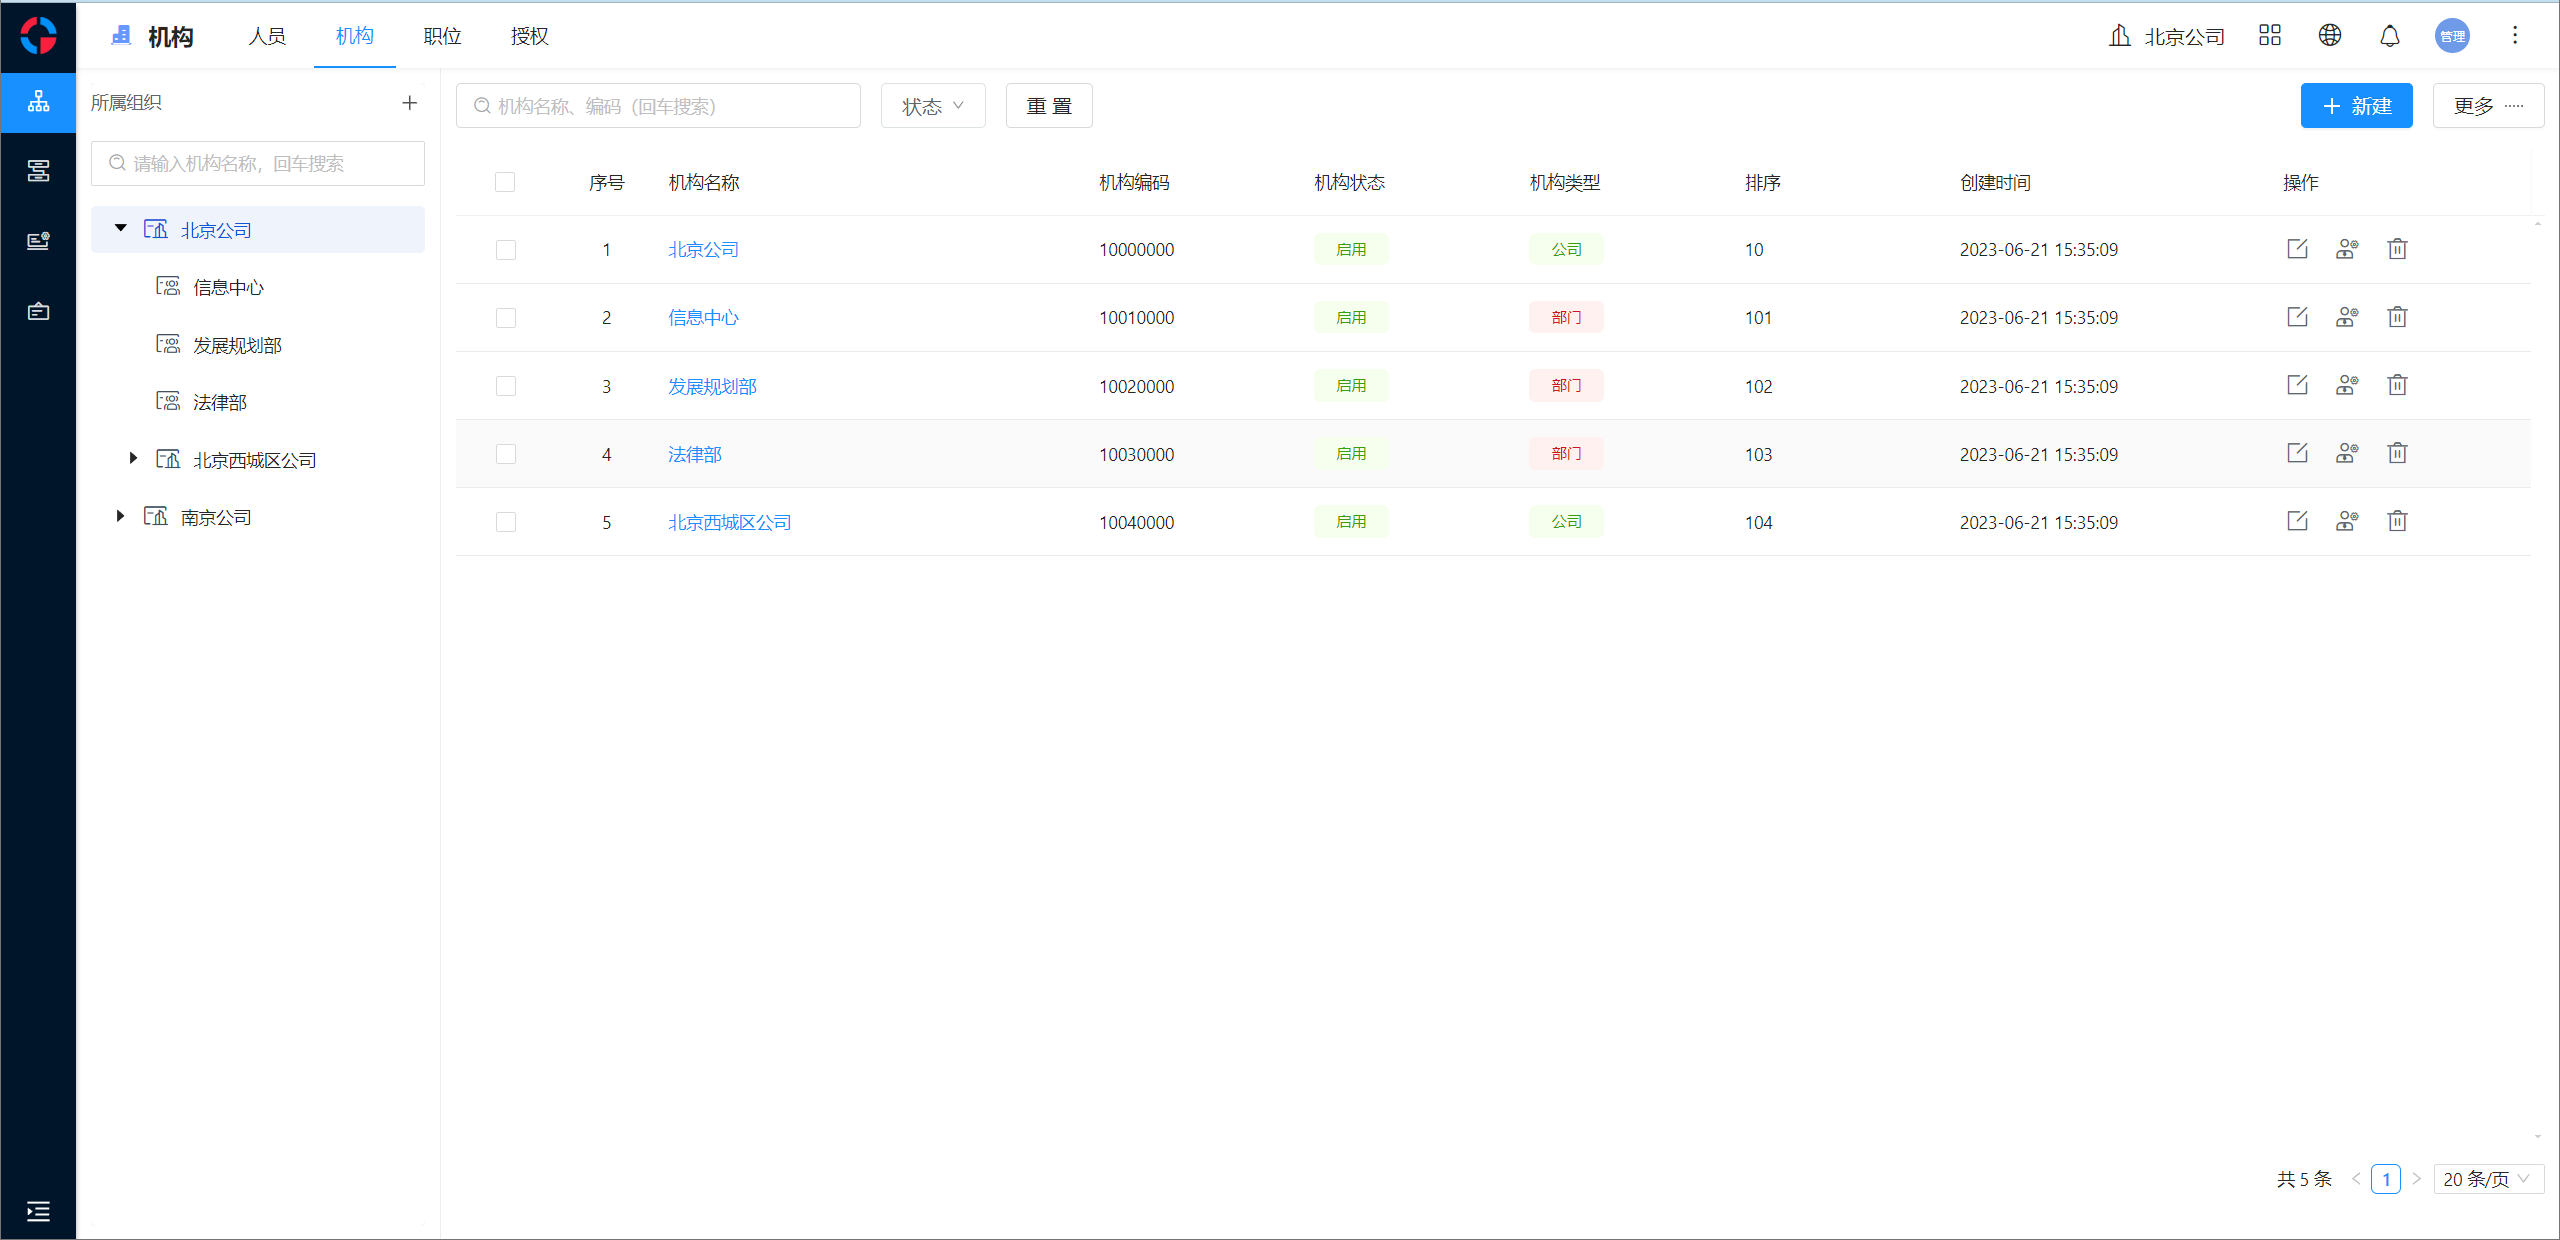 机构 人员 机构 职位 授权 北京公司 管理
所属组织
请输入机构名称，回车搜索
北京公司
信息中心
发展规划部
法律部
北京西城区公司
南京公司
机构名称、编码（回车搜索） 状态 重 置 新建 更多
序号 机构名称 机构编码 机构状态 机构类型 排序 创建时间 操作
1 北京公司 10000000 启用 公司 10 2023-06-21 15:35:09
2 信息中心 10010000 启用 部门 101 2023-06-21 15:35:09
3 发展规划部 10020000 启用 部门 102 2023-06-21 15:35:09
4 法律部 10030000 启用 部门 103 2023-06-21 15:35:09
5 北京西城区公司 10040000 启用 公司 104 2023-06-21 15:35:09
共 5 条 1 20 条/页